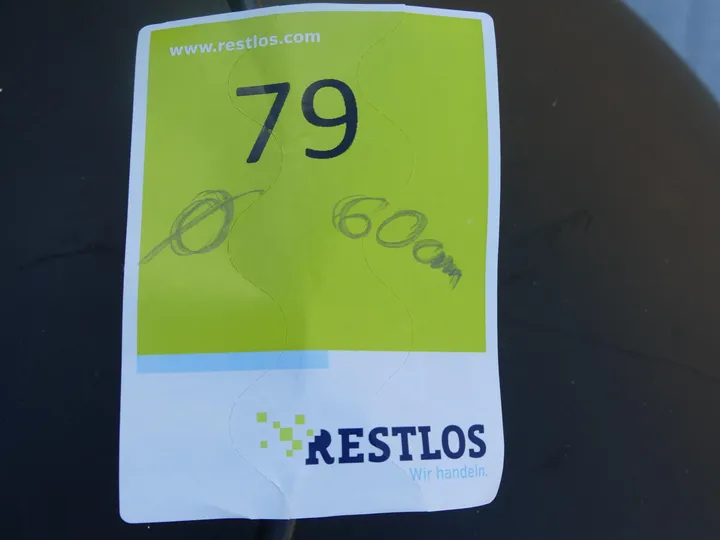 www.restlos.com
79
Ø 60cm
RESTLOS
Wir handeln.